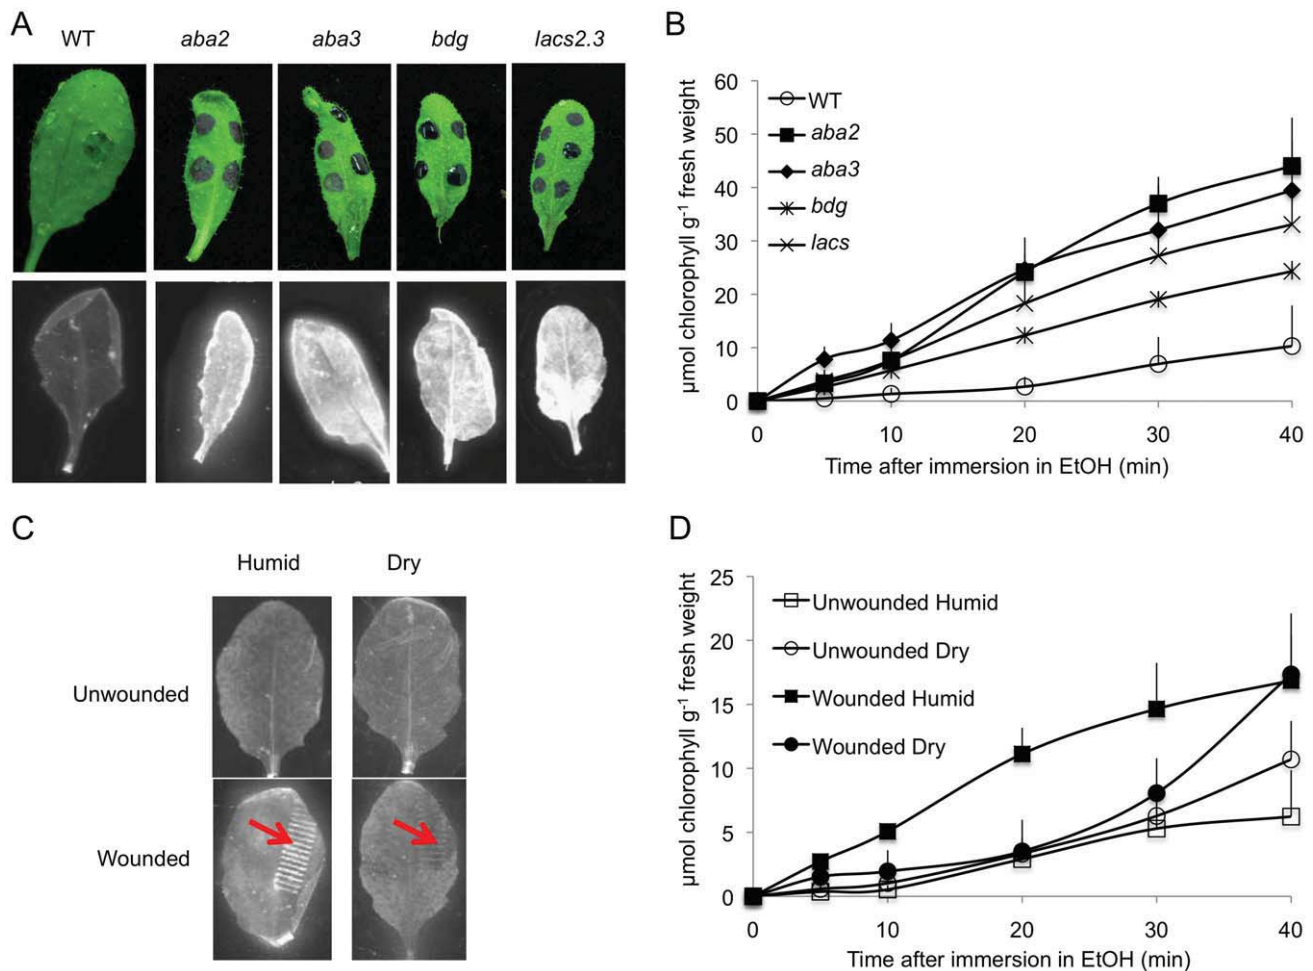 A
WT aba2 aba3 bdg lacs2.3
B
µmol chlorophyll g⁻¹ fresh weight
60
50
40
30
20
10
0
WT
aba2
aba3
bdg
lacs
0 10 20 30 40
Time after immersion in EtOH (min)
C
Humid Dry
Unwounded
Wounded
D
µmol chlorophyll g⁻¹ fresh weight
25
20
15
10
5
0
Unwounded Humid
Unwounded Dry
Wounded Humid
Wounded Dry
0 10 20 30 40
Time after immersion in EtOH (min)